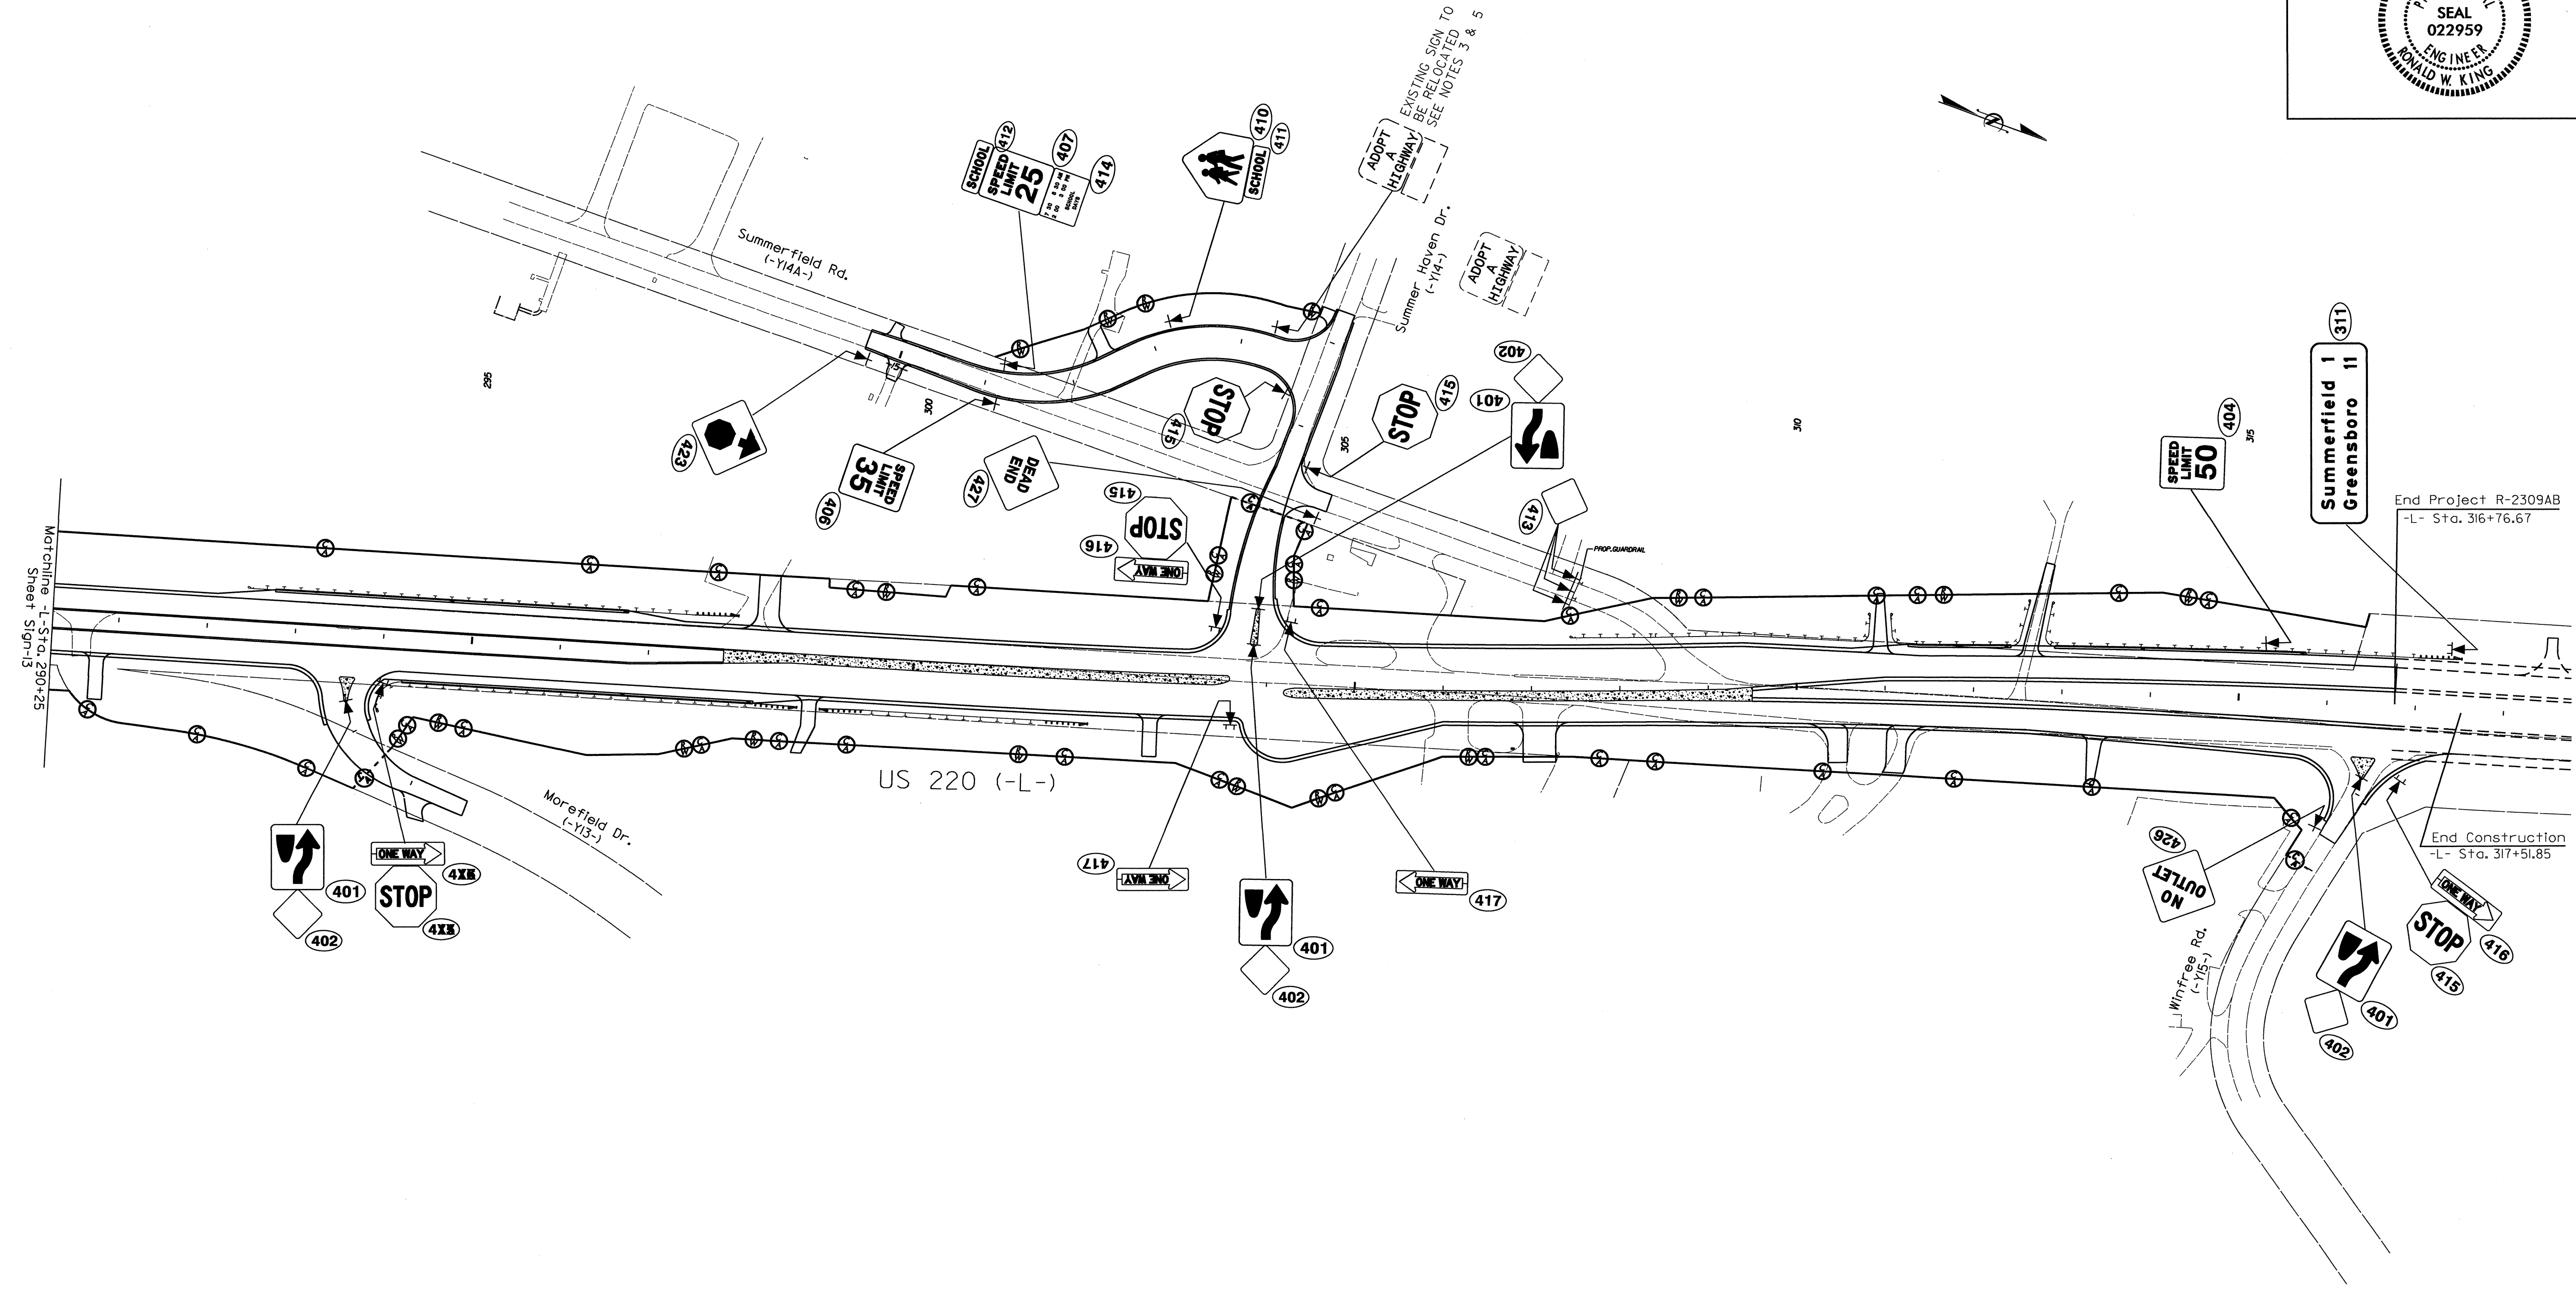 SEAL
022959
ENGINEER
RONALD W. KING
EXISTING SIGN TO
BE RELOCATED
SEE NOTES 3 & 5
ADOPT
A
HIGHWAY
ADOPT
A
HIGHWAY
410
411
SCHOOL
412
407
414
SCHOOL
SPEED
LIMIT
25
SCHOOL
DAYS
Summerfield Rd.
(-Y14A-)
Summer Haven Dr.
(-Y14-)
295
300
305
310
315
423
SPEED
LIMIT
35
406
DEAD
END
427
STOP
415
STOP
415
STOP
415
416
ONE WAY
402
401
413
PROP. GUARDRAIL
SPEED
LIMIT
50
404
311
Summerfield 1
Greensboro 11
End Project R-2309AB
-L- Sta. 316+76.67
Matchline -L- Sta. 290+25
Sheet Sign-13
US 220 (-L-)
Morefield Dr.
(-Y13-)
401
402
ONE WAY
STOP
417
ONE WAY
401
402
ONE WAY
417
426
NO
OUTLET
Winfree Rd.
(-Y15-)
End Construction
-L- Sta. 317+51.85
ONE WAY
STOP
416
415
401
402